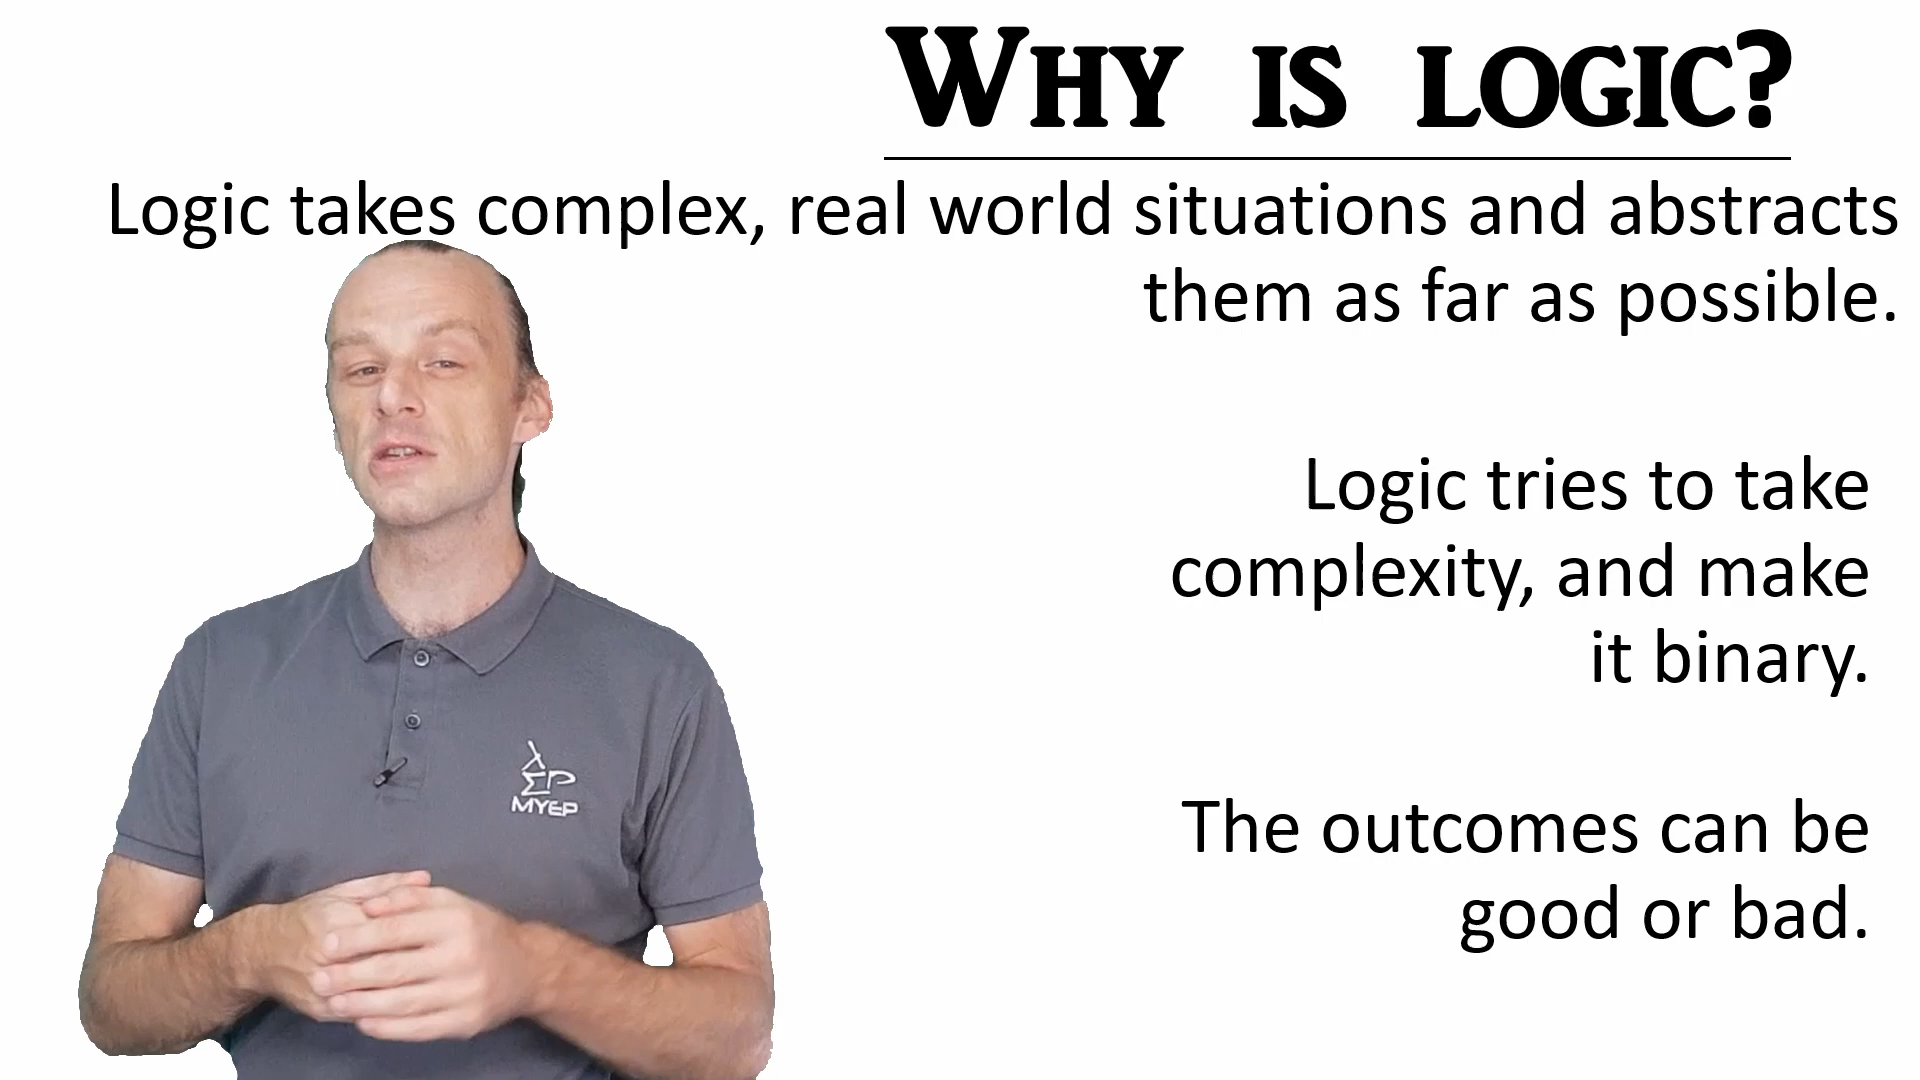 WHY IS LOGIC?
Logic takes complex, real world situations and abstracts
them as far as possible.
Logic tries to take
complexity, and make
it binary.
The outcomes can be
good or bad.
MYEP